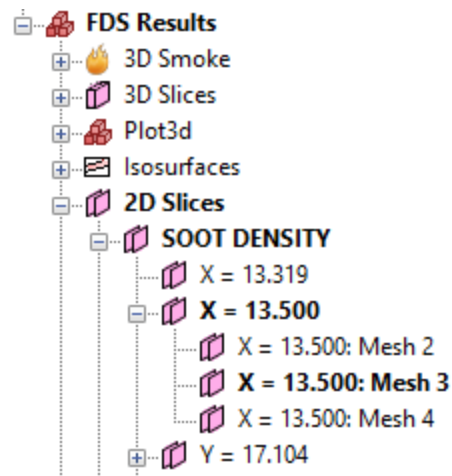 FDS Results
3D Smoke
3D Slices
Plot3d
Isosurfaces
2D Slices
SOOT DENSITY
X = 13.319
X = 13.500
X = 13.500: Mesh 2
X = 13.500: Mesh 3
X = 13.500: Mesh 4
Y = 17.104